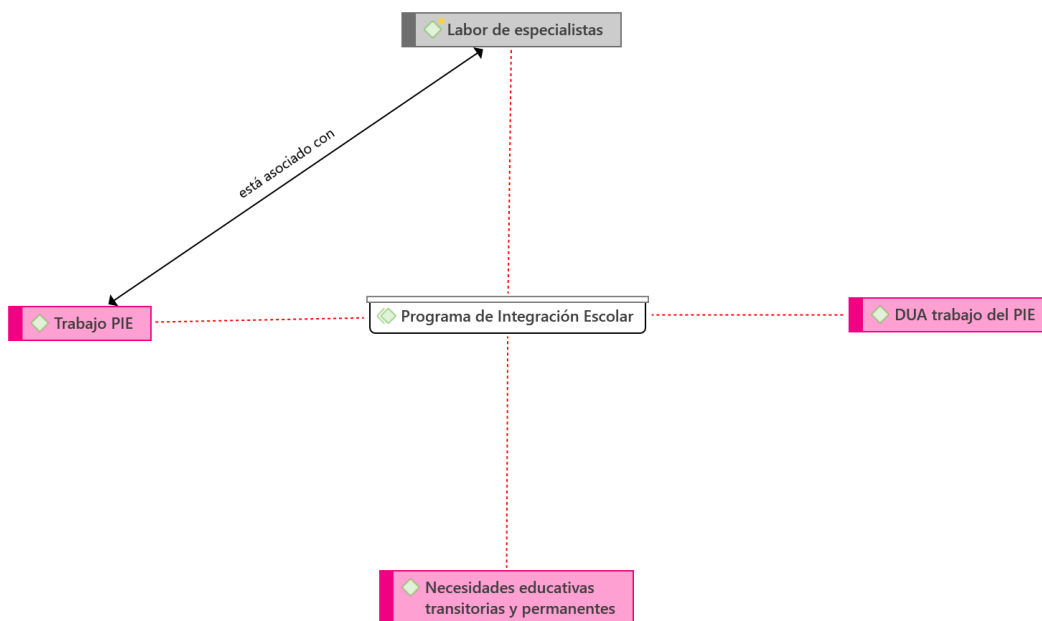 Labor de especialistas
está asociado con
Trabajo PIE
Programa de Integración Escolar
DUA trabajo del PIE
Necesidades educativas
transitorias y permanentes